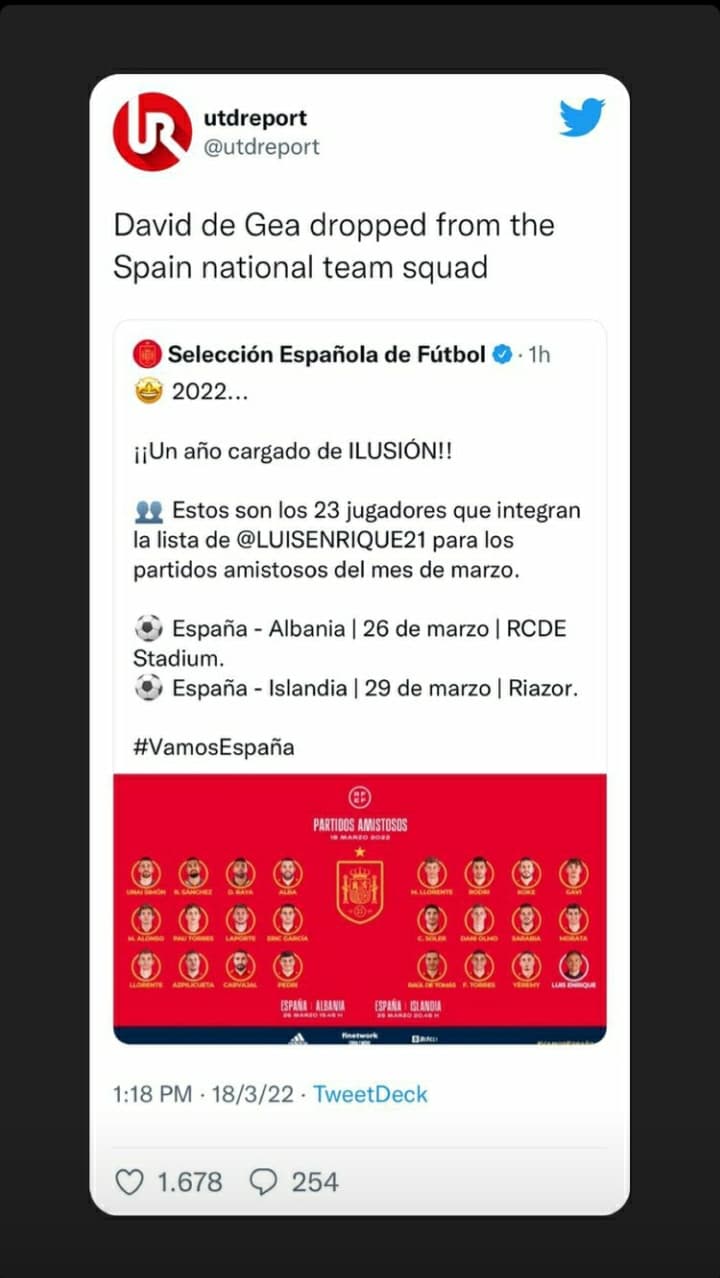 UR
utdreport
@utdreport
David de Gea dropped from the
Spain national team squad
Selección Española de Fútbol · 1h
🤩 2022...
¡¡Un año cargado de ILUSIÓN!!
👥 Estos son los 23 jugadores que integran
la lista de @LUISENRIQUE21 para los
partidos amistosos del mes de marzo.
⚽ España - Albania | 26 de marzo | RCDE
Stadium.
⚽ España - Islandia | 29 de marzo | Riazor.
#VamosEspaña
PARTIDOS AMISTOSOS
18 MARZO 2022
UNAI SIMÓN R. SÁNCHEZ D. RAYA ALBA
M. LLORENTE RODRI KOKE GAVI
M. ALONSO PAU TORRES LAPORTE ERIC GARCÍA
C. SOLER DANI OLMO SARABIA MORATA
LLORENTE AZPILICUETA CARVAJAL PEDRI
RAÚL DE TOMÁS F. TORRES YEREMY LUIS ENRIQUE
ESPAÑA | ALBANIA ESPAÑA | ISLANDIA
26 MARZO 18:45 H 29 MARZO 20:45 H
finetwork
1:18 PM · 18/3/22 · TweetDeck
1.678 254